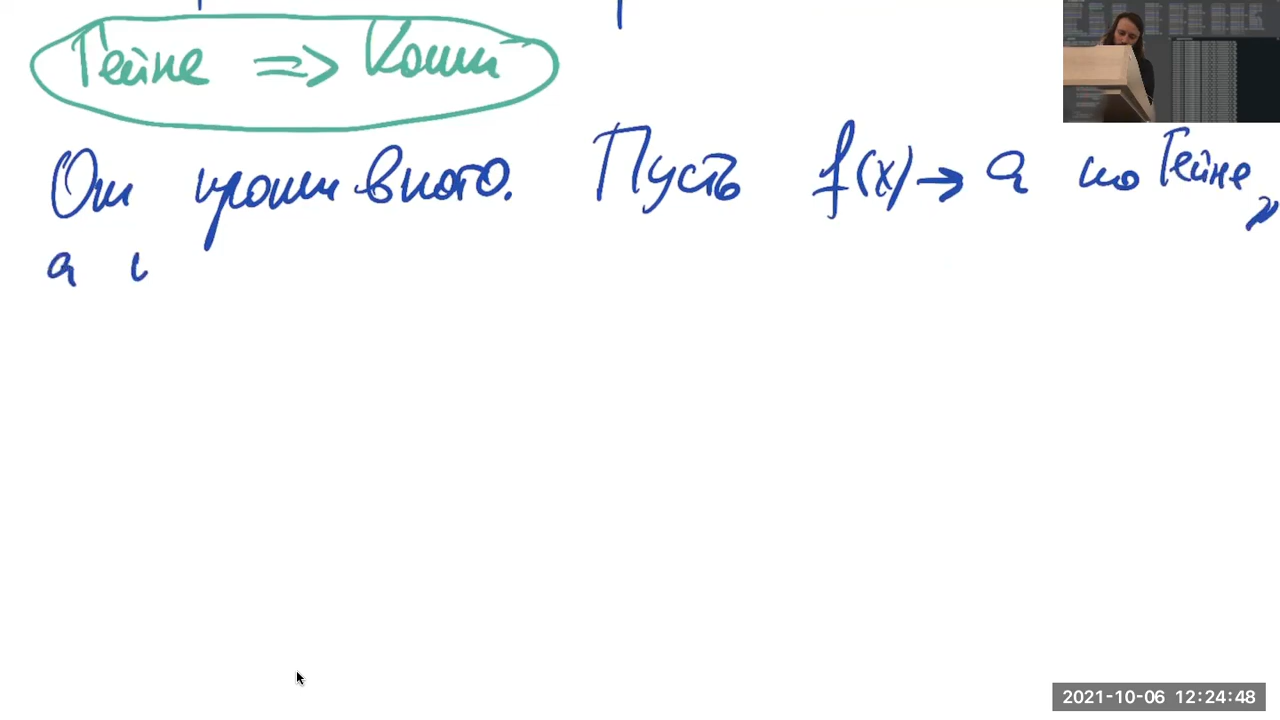 Гейне => Коши
От противного. Пусть f(x) → a по Гейне,
а
2021-10-06 12:24:48